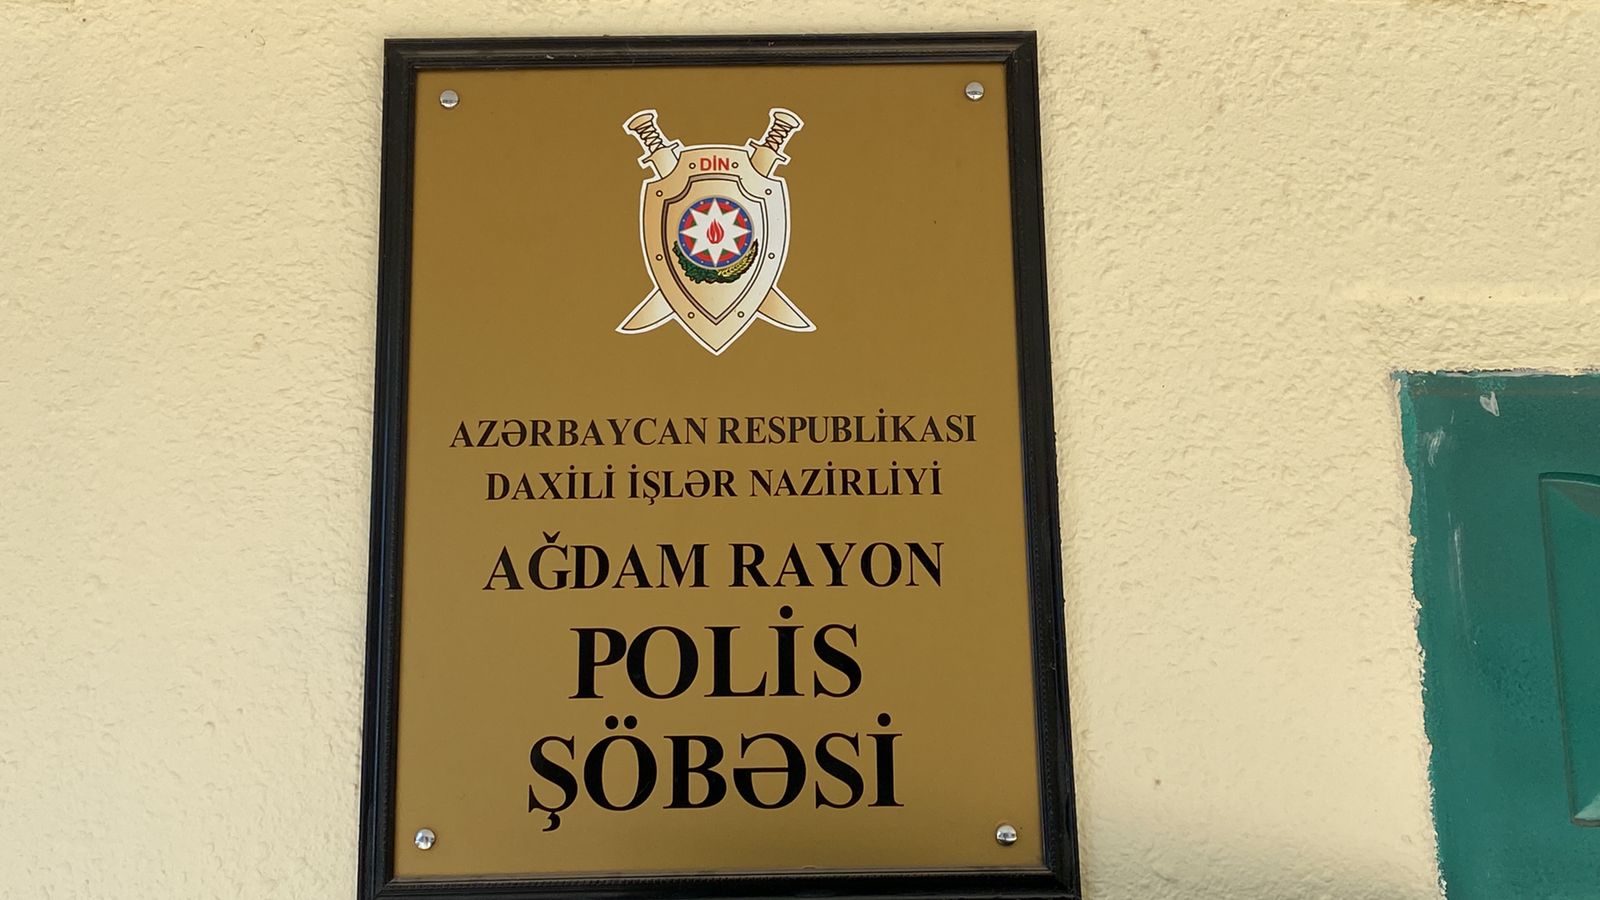 DİN
AZƏRBAYCAN RESPUBLİKASI
DAXİLİ İŞLƏR NAZİRLİYİ
AĞDAM RAYON
POLİS
ŞÖBƏSİ